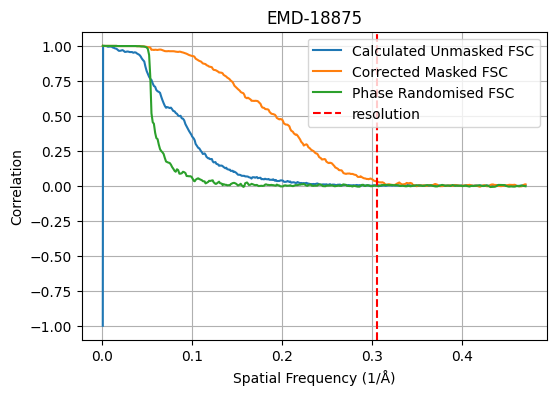 EMD-18875
Calculated Unmasked FSC
Corrected Masked FSC
Phase Randomised FSC
resolution
Correlation
1.00
0.75
0.50
0.25
0.00
−0.25
−0.50
−0.75
−1.00
0.0 0.1 0.2 0.3 0.4
Spatial Frequency (1/Å)